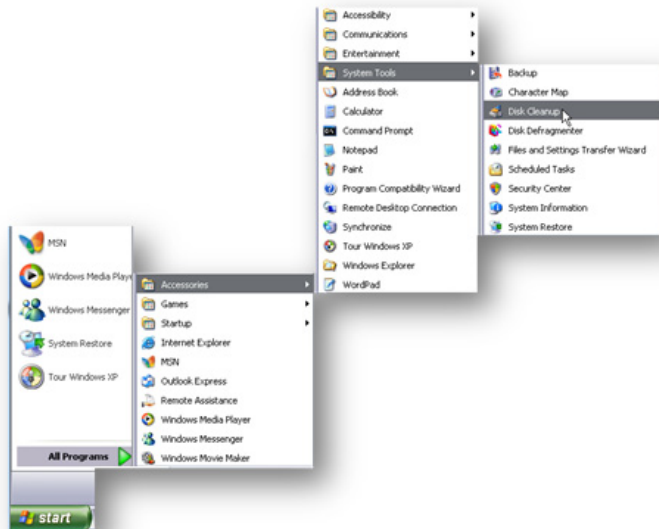 Accessibility
Communications
Entertainment
System Tools
Address Book
Calculator
Command Prompt
Notepad
Paint
Program Compatibility Wizard
Remote Desktop Connection
Synchronize
Tour Windows XP
Windows Explorer
WordPad
Backup
Character Map
Disk Cleanup
Disk Defragmenter
Files and Settings Transfer Wizard
Scheduled Tasks
Security Center
System Information
System Restore
MSN
Windows Media Playe
Windows Messenger
System Restore
Tour Windows XP
All Programs
start
Accessories
Games
Startup
Internet Explorer
MSN
Outlook Express
Remote Assistance
Windows Media Player
Windows Messenger
Windows Movie Maker